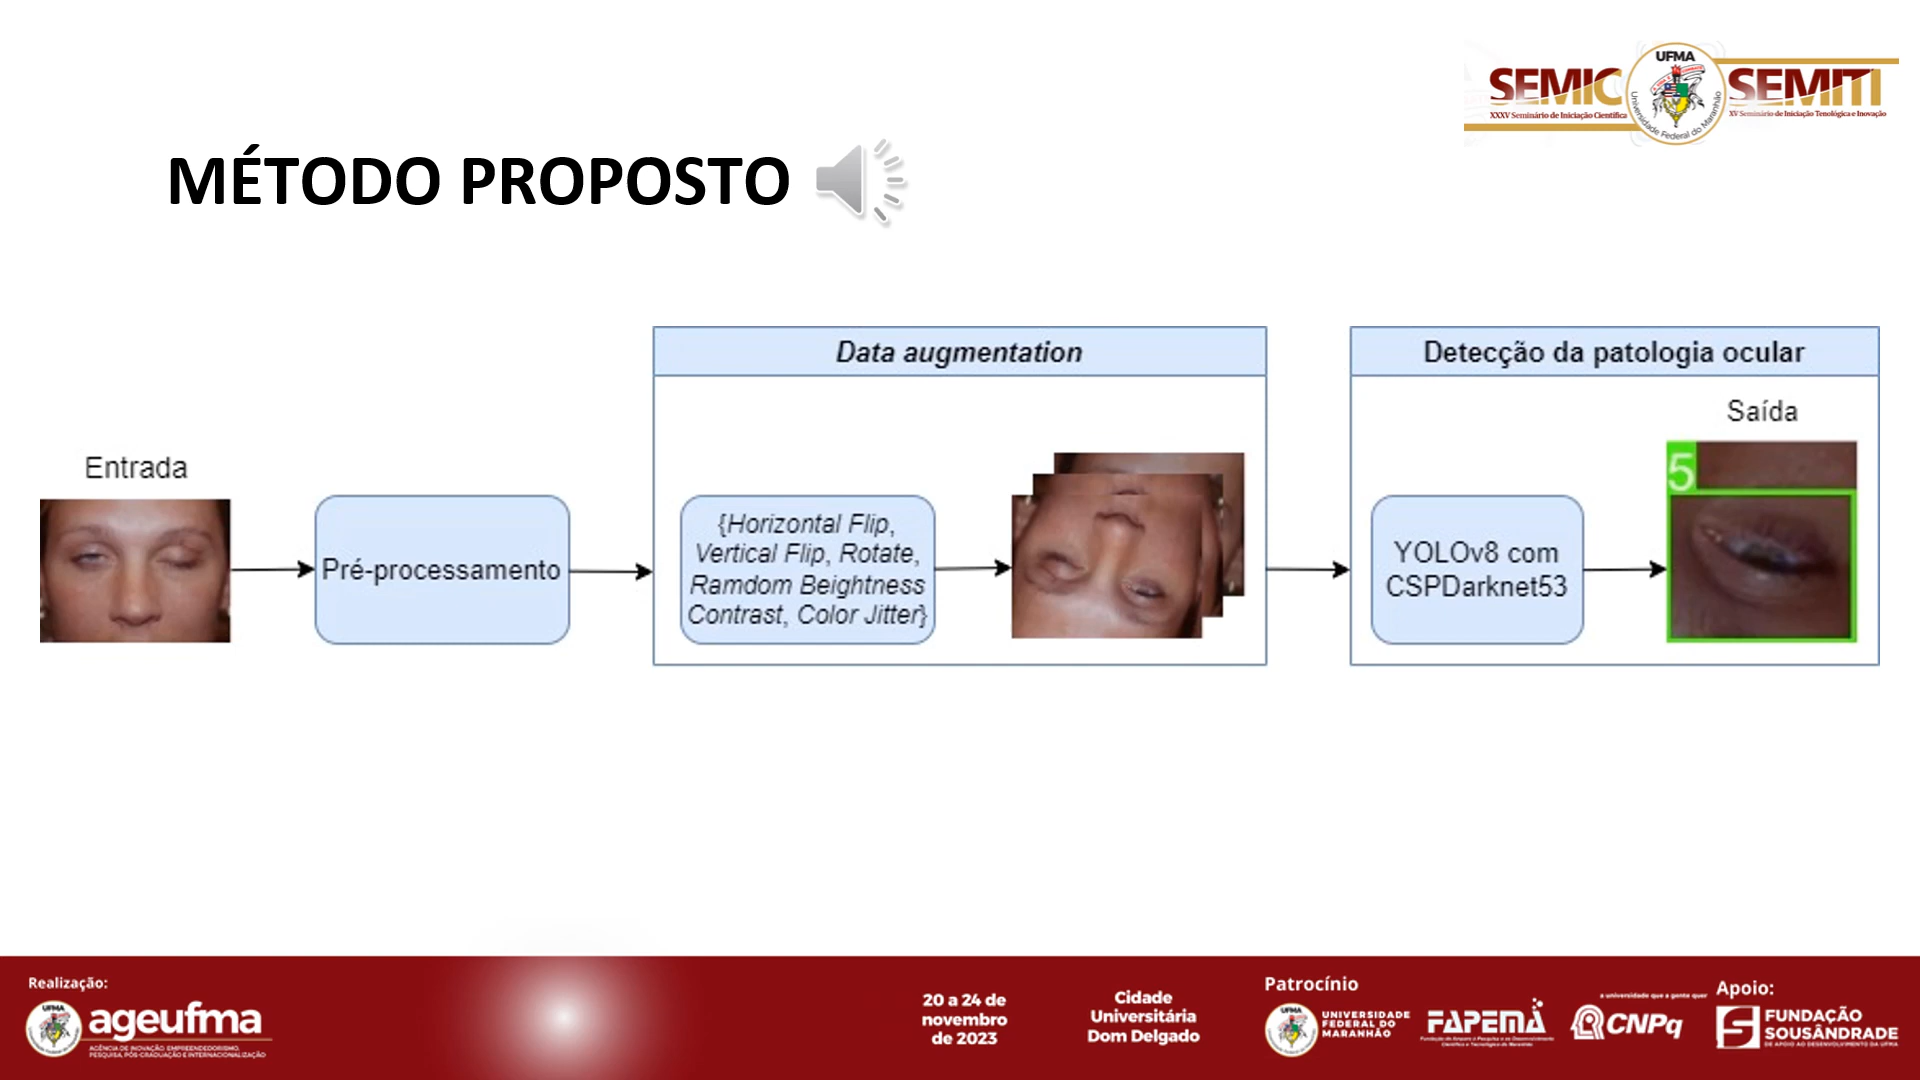 UFMA
SEMIC
SEMITI
XXXV Seminário de Iniciação Científica
XV Seminário de Iniciação Tenológica e Inovação
Universidade Federal do Maranhão
MÉTODO PROPOSTO
Data augmentation
Detecção da patologia ocular
Saída
Entrada
5
Pré-processamento
{Horizontal Flip,
Vertical Flip, Rotate,
Ramdom Beightness
Contrast, Color Jitter}
YOLOv8 com
CSPDarknet53
Realização:
UFMA
ageufma
AGÊNCIA DE INOVAÇÃO, EMPREENDEDORISMO,
PESQUISA, PÓS-GRADUAÇÃO E INTERNACIONALIZAÇÃO
20 a 24 de
novembro
de 2023
Cidade
Universitária
Dom Delgado
Patrocínio
UFMA
UNIVERSIDADE
FEDERAL DO
MARANHÃO
FAPEMA
Fundação de Amparo à Pesquisa e ao Desenvolvimento
Científico e Tecnológico do Maranhão
a universidade que a gente quer
CNPq
Apoio:
FUNDAÇÃO
SOUSÂNDRADE
DE APOIO AO DESENVOLVIMENTO DA UFMA